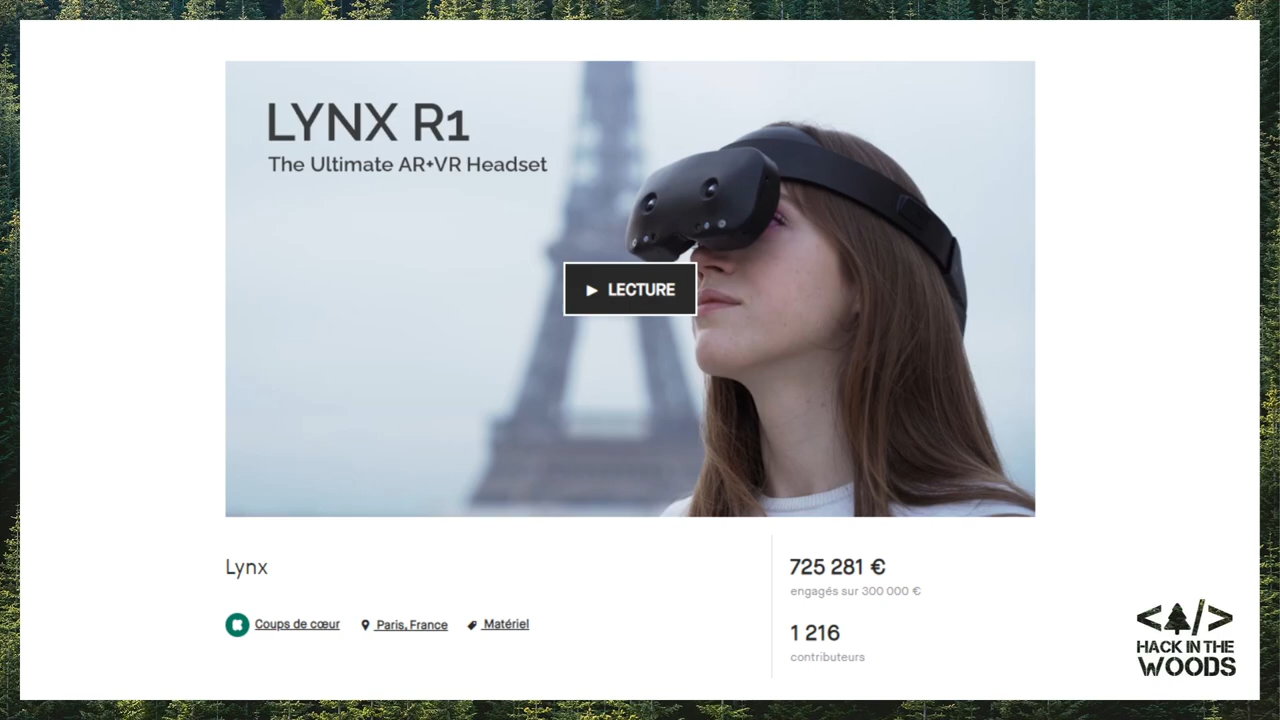 LYNX R1
The Ultimate AR+VR Headset
LECTURE
Lynx
Coups de cœur
Paris, France
Matériel
725 281 €
engagés sur 300 000 €
1 216
contributeurs
HACK IN THE
WOODS